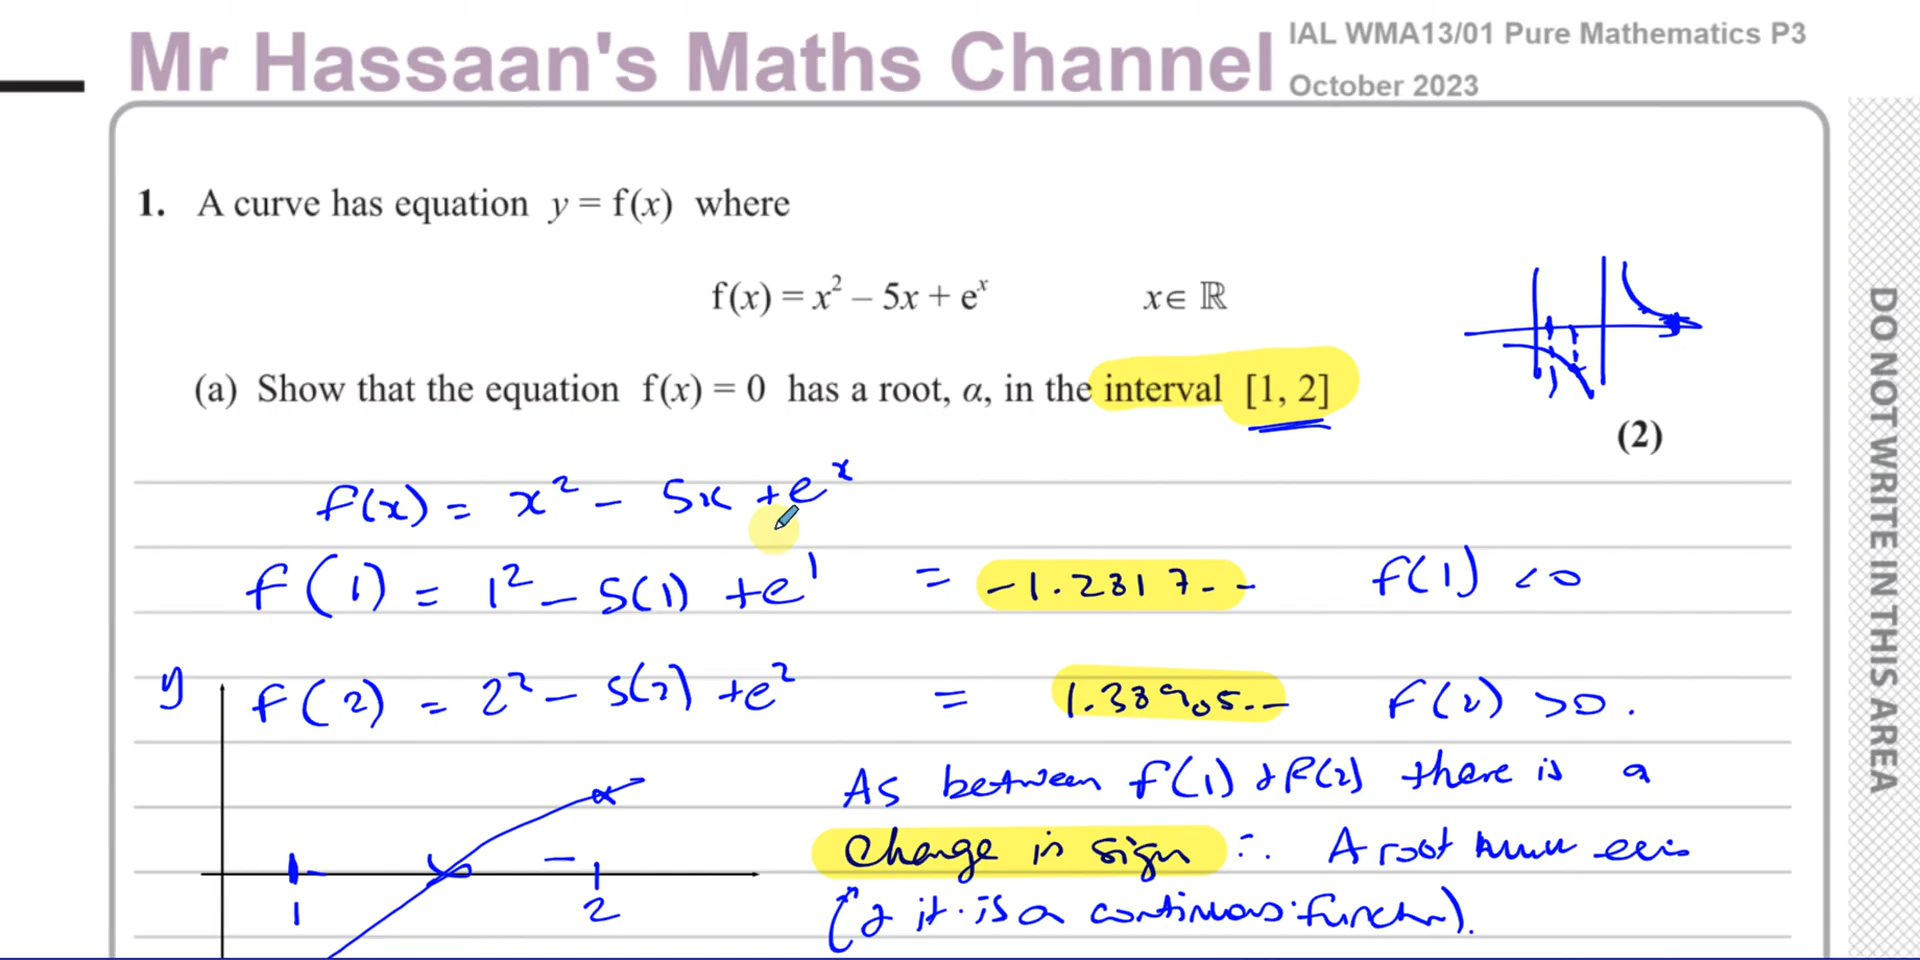 Mr Hassaan's Maths Channel
IAL WMA13/01 Pure Mathematics P3
October 2023
1. A curve has equation y = f(x) where
f(x) = x² – 5x + eˣ x ∈ ℝ
(a) Show that the equation f(x) = 0 has a root, α, in the interval [1, 2]
(2)
f(x) = x² - 5x + eˣ
f(1) = 1² - 5(1) + e¹ = -1.2817-- f(1) < 0
y f(2) = 2² - 5(2) + e² = 1.38905-- f(2) > 0.
As between f(1) & f(2) there is a
change in sign ∴ A root
(& it is a continuous function).
1 2
DO NOT WRITE IN THIS AREA